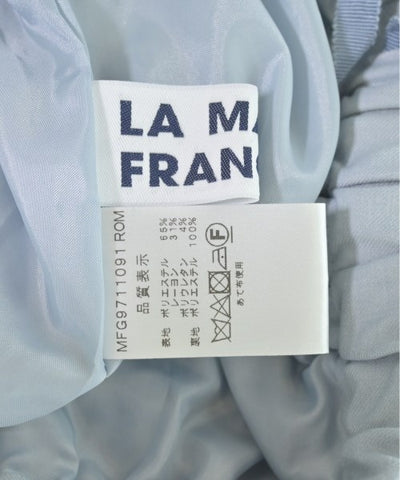 LA MA
FRANC
MFG9711091 ROM
品質表示
表地 ポリエステル 65%
レーヨン 31%
ポリウレタン 4%
裏地 ポリエステル 100%
F
あて布使用